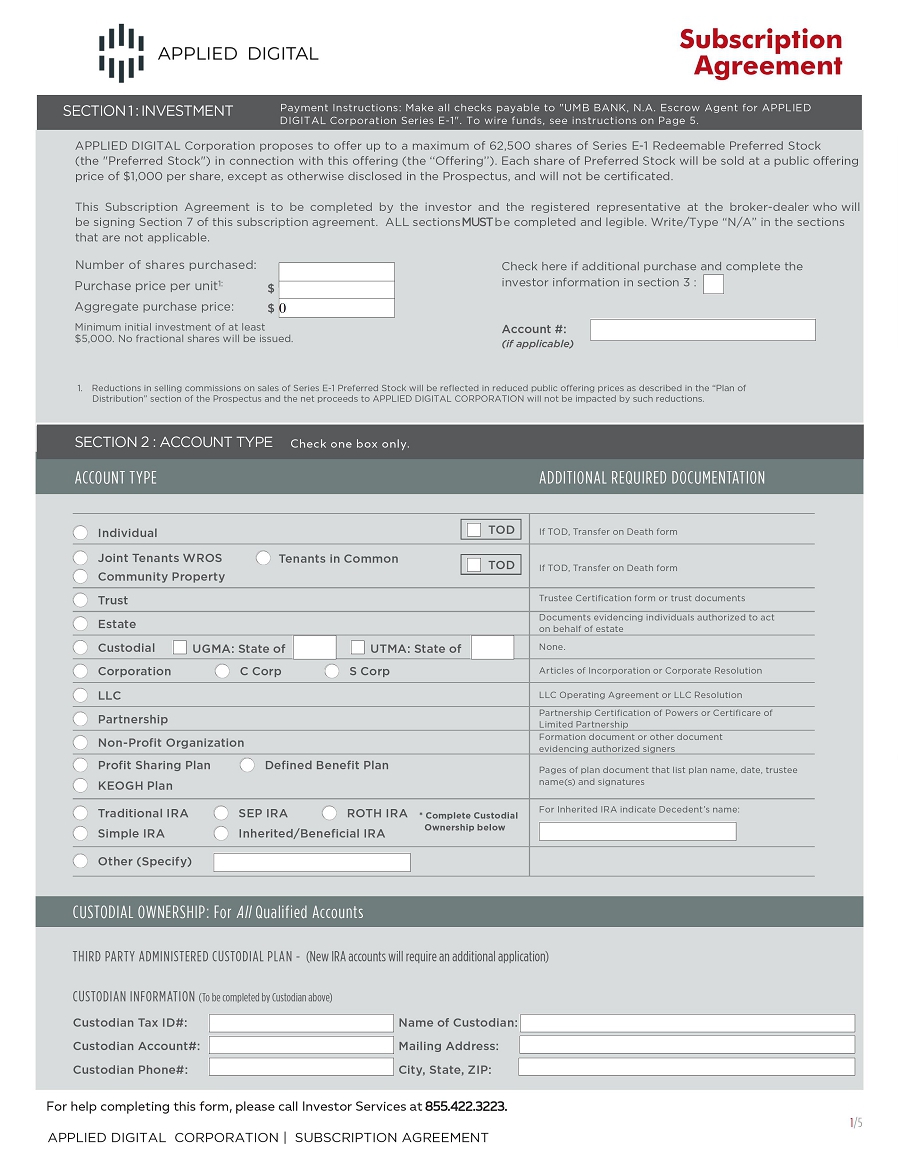 APPLIED DIGITAL
Subscription
Agreement
SECTION 1: INVESTMENT
Payment Instructions: Make all checks payable to "UMB BANK, N.A. Escrow Agent for APPLIED
DIGITAL Corporation Series E-1". To wire funds, see instructions on Page 5.
APPLIED DIGITAL Corporation proposes to offer up to a maximum of 62,500 shares of Series E-1 Redeemable Preferred Stock
(the "Preferred Stock") in connection with this offering (the “Offering”). Each share of Preferred Stock will be sold at a public offering
price of $1,000 per share, except as otherwise disclosed in the Prospectus, and will not be certificated.
This Subscription Agreement is to be completed by the investor and the registered representative at the broker-dealer who will
be signing Section 7 of this subscription agreement. ALL sections MUST be completed and legible. Write/Type “N/A” in the sections
that are not applicable.
Number of shares purchased:
Purchase price per unit1: $
Aggregate purchase price: $ 0
Minimum initial investment of at least
$5,000. No fractional shares will be issued.
Check here if additional purchase and complete the
investor information in section 3 :
Account #:
(if applicable)
1. Reductions in selling commissions on sales of Series E-1 Preferred Stock will be reflected in reduced public offering prices as described in the “Plan of
Distribution” section of the Prospectus and the net proceeds to APPLIED DIGITAL CORPORATION will not be impacted by such reductions.
SECTION 2 : ACCOUNT TYPE Check one box only.
ACCOUNT TYPE ADDITIONAL REQUIRED DOCUMENTATION
Individual TOD If TOD, Transfer on Death form
Joint Tenants WROS Tenants in Common
Community Property TOD If TOD, Transfer on Death form
Trust Trustee Certification form or trust documents
Estate Documents evidencing individuals authorized to act
on behalf of estate
Custodial UGMA: State of UTMA: State of None.
Corporation C Corp S Corp Articles of Incorporation or Corporate Resolution
LLC LLC Operating Agreement or LLC Resolution
Partnership Partnership Certification of Powers or Certificare of
Limited Partnership
Non-Profit Organization Formation document or other document
evidencing authorized signers
Profit Sharing Plan Defined Benefit Plan
KEOGH Plan
Pages of plan document that list plan name, date, trustee
name(s) and signatures
Traditional IRA SEP IRA ROTH IRA * Complete Custodial
Ownership below
Simple IRA Inherited/Beneficial IRA
For Inherited IRA indicate Decedent’s name:
Other (Specify)
CUSTODIAL OWNERSHIP: For All Qualified Accounts
THIRD PARTY ADMINISTERED CUSTODIAL PLAN - (New IRA accounts will require an additional application)
CUSTODIAN INFORMATION (To be completed by Custodian above)
Custodian Tax ID#: Name of Custodian:
Custodian Account#: Mailing Address:
Custodian Phone#: City, State, ZIP:
For help completing this form, please call Investor Services at 855.422.3223.
1/5
APPLIED DIGITAL CORPORATION | SUBSCRIPTION AGREEMENT